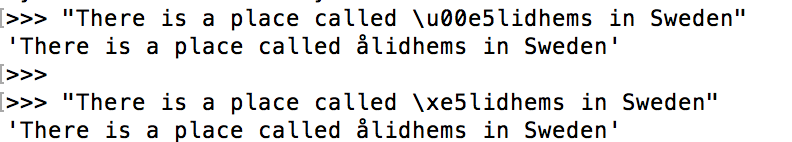 [>>> "There is a place called \u00e5lidhems in Sweden"
'There is a place called ålidhems in Sweden'
[>>>
[>>> "There is a place called \xe5lidhems in Sweden"
'There is a place called ålidhems in Sweden'